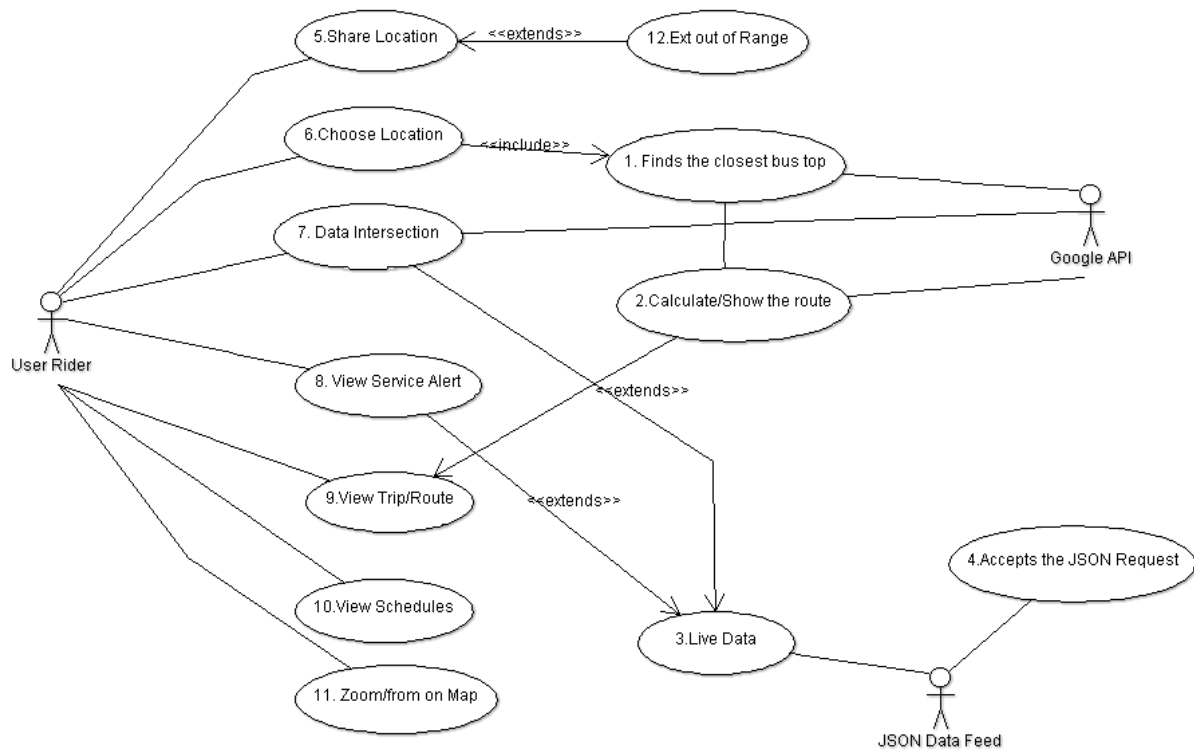 5.Share Location
<<extends>>
12.Ext out of Range
6.Choose Location
<<include>>
1. Finds the closest bus top
7. Data Intersection
Google API
2.Calculate/Show the route
User Rider
8. View Service Alert
<<extends>>
9.View Trip/Route
<<extends>>
4.Accepts the JSON Request
10.View Schedules
3.Live Data
11. Zoom/from on Map
JSON Data Feed